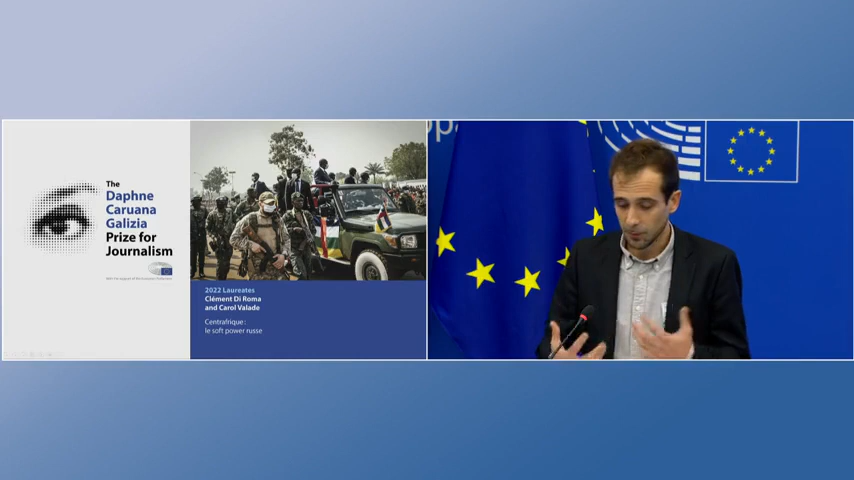 The
Daphne
Caruana
Galizia
Prize for
Journalism
2022 Laureates
Clément Di Roma
and Carol Valade
Centrafrique :
le soft power russe